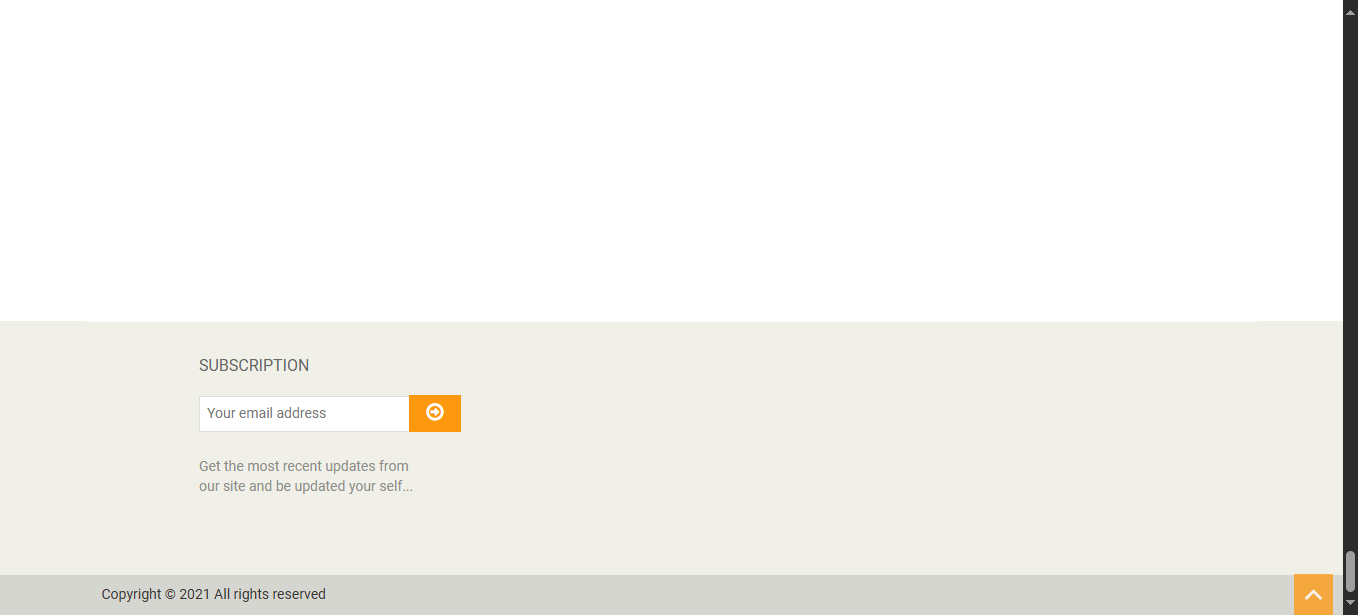 SUBSCRIPTION
Your email address
Get the most recent updates from
our site and be updated your self...
Copyright © 2021 All rights reserved